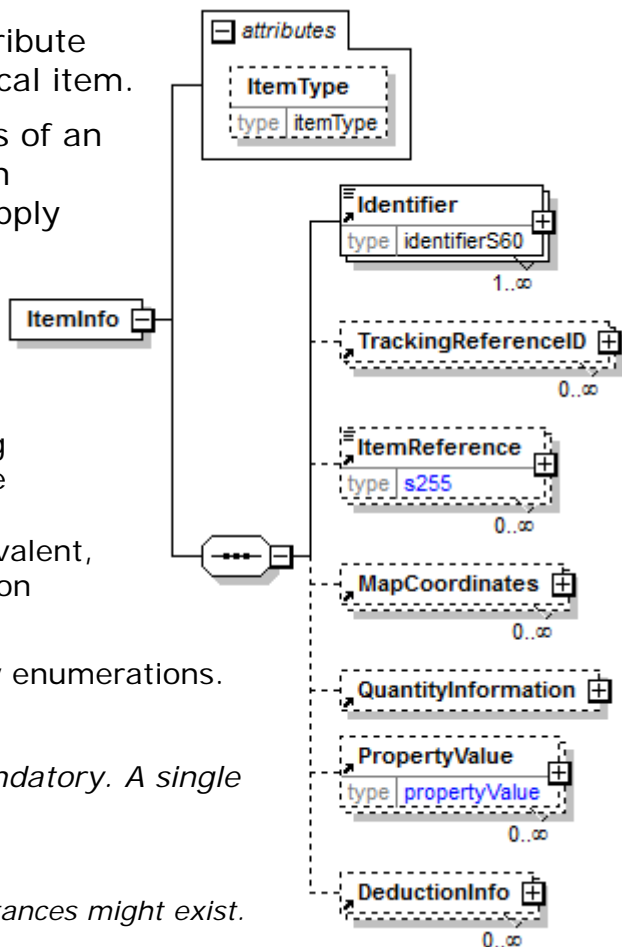 ribute
cal item.
s of an
n
pply
g
e
valent,
on
y enumerations.
ndatory. A single
tances might exist.
attributes
ItemType
type itemType
ItemInfo
Identifier
type identifierS60
1..∞
TrackingReferenceID
0..∞
ItemReference
type s255
0..∞
MapCoordinates
0..∞
QuantityInformation
PropertyValue
type propertyValue
0..∞
DeductionInfo
0..∞